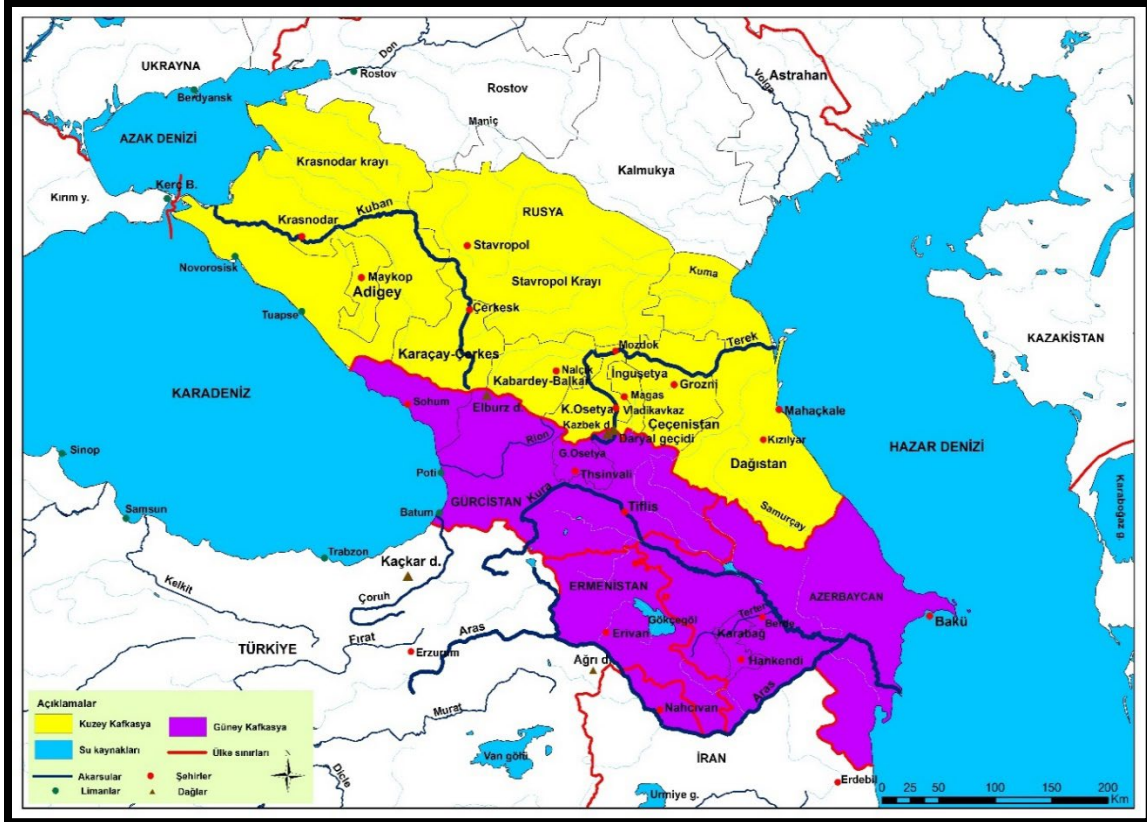 UKRAYNA
Don
Rostov
Berdyansk
Rostov
Volga
Astrahan
AZAK DENİZİ
Maniç
Krasnodar krayı
Kalmukya
Kırım y.
Kerç B.
Kuban
RUSYA
Krasnodar
Stavropol
Novorosisk
Maykop
Adigey
Stavropol Krayı
Kuma
Tuapse
Çerkesk
KAZAKİSTAN
Mozdok
Terek
Karaçay-Çerkes
Nalçik
İnguşetya
Kabardey-Balkar
Grozni
KARADENİZ
Elburz d.
Magas
Sohum
K.Osetya
Vladikavkaz
Mahaçkale
Kazbek d.
Çeçenistan
Daryal geçidi
Kızılyar
HAZAR DENİZİ
Rion
G.Osetya
Dağıstan
Sinop
Poti
Thsinvali
Karaboğaz g.
GÜRCİSTAN
Kura
Samurçay
Samsun
Batum
Tiflis
Trabzon
Kaçkar d.
Kelkit
ERMENISTAN
AZERBAYCAN
Çoruh
Gökçegöl
Terter
Berde
Bakü
Fırat
Aras
Erivan
Karabağ
TÜRKİYE
Erzurum
Ağrı d.
Hankendi
Aras
Murat
Nahcivan
Van gölü
İRAN
Dicle
Urmiye g.
Erdebil
Açıklamalar
Kuzey Kafkasya
Güney Kafkasya
Su kaynakları
Ülke sınırları
N
Akarsular
Şehirler
Limanlar
Dağlar
0 25 50 100 150 200
Km